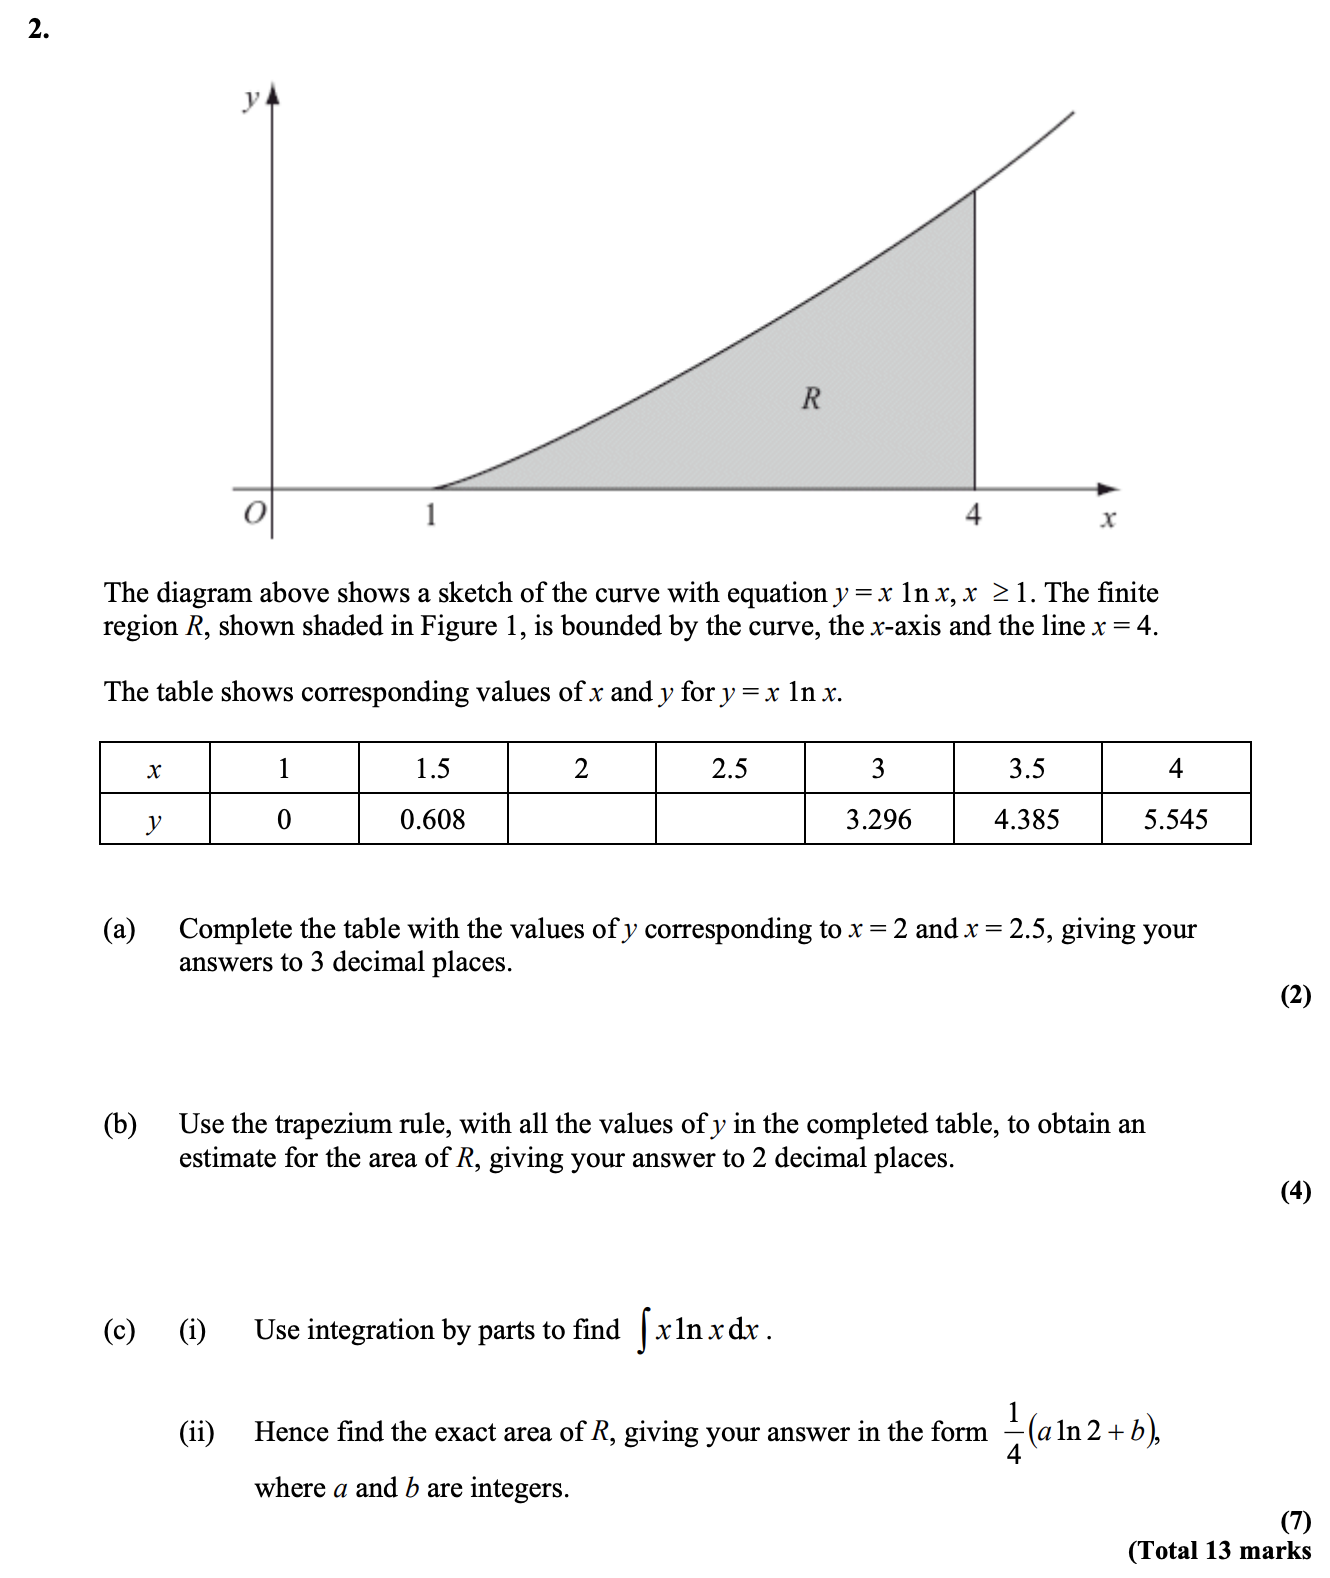 2.
y
R
O 1 4 x
The diagram above shows a sketch of the curve with equation y = x ln x, x ≥ 1. The finite
region R, shown shaded in Figure 1, is bounded by the curve, the x-axis and the line x = 4.
The table shows corresponding values of x and y for y = x ln x.
x 1 1.5 2 2.5 3 3.5 4
y 0 0.608 3.296 4.385 5.545
(a) Complete the table with the values of y corresponding to x = 2 and x = 2.5, giving your
answers to 3 decimal places.
(2)
(b) Use the trapezium rule, with all the values of y in the completed table, to obtain an
estimate for the area of R, giving your answer to 2 decimal places.
(4)
(c) (i) Use integration by parts to find ∫ x ln x dx .
(ii) Hence find the exact area of R, giving your answer in the form 1/4 (a ln 2 + b),
where a and b are integers.
(7)
(Total 13 marks